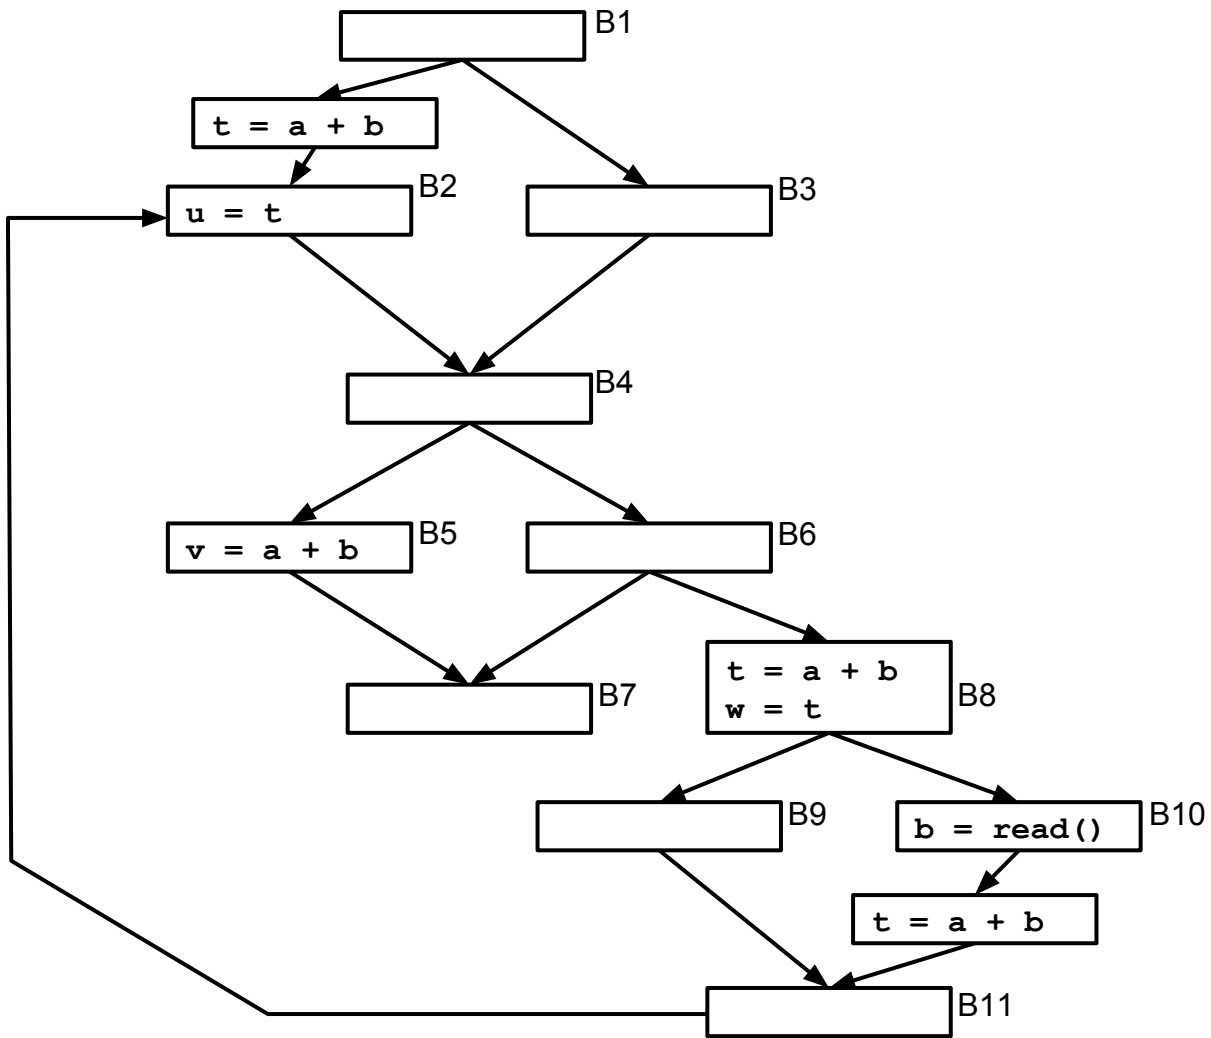 B1
t = a + b
B2
u = t
B3
B4
B5
v = a + b
B6
B7
t = a + b
w = t
B8
B9
b = read()
B10
t = a + b
B11